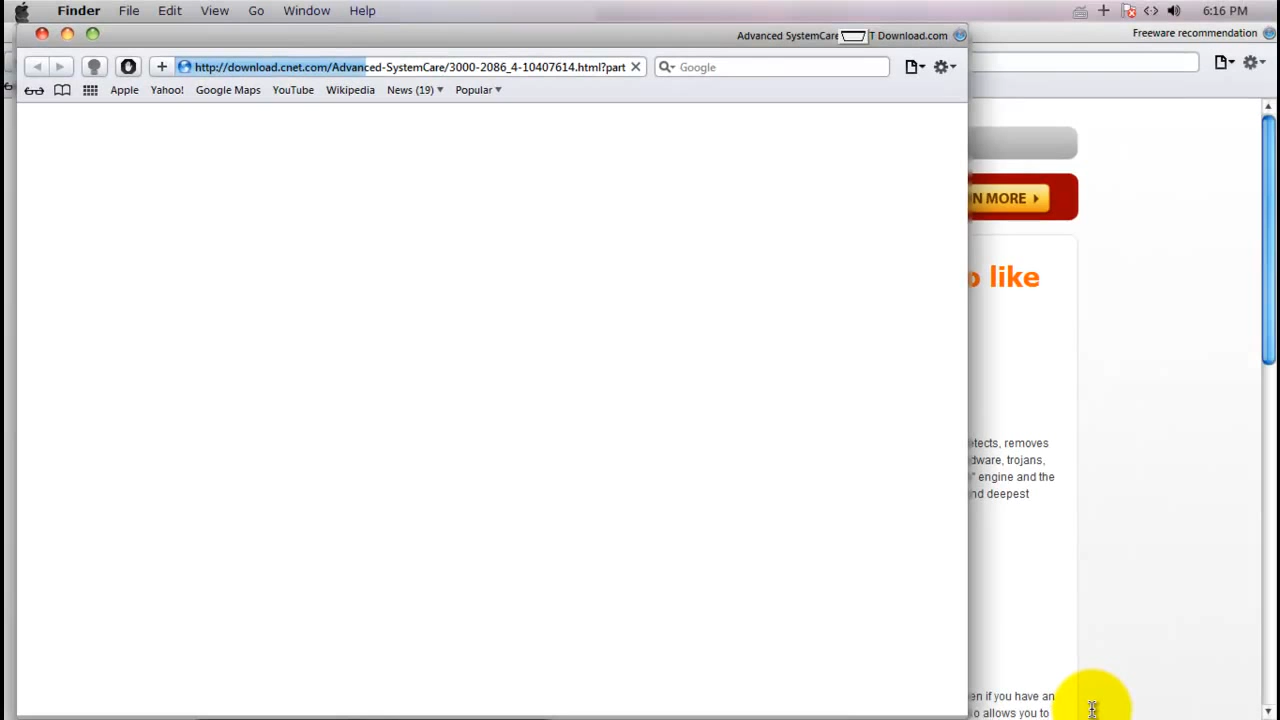 Finder File Edit View Go Window Help 6:16 PM
Advanced SystemCare T Download.com
Freeware recommendation
http://download.cnet.com/Advanced-SystemCare/3000-2086_4-10407614.html?part
Google
Apple Yahoo! Google Maps YouTube Wikipedia News (19) Popular
N MORE
like
etects, removes
dware, trojans,
" engine and the
nd deepest
en if you have an
o allows you to